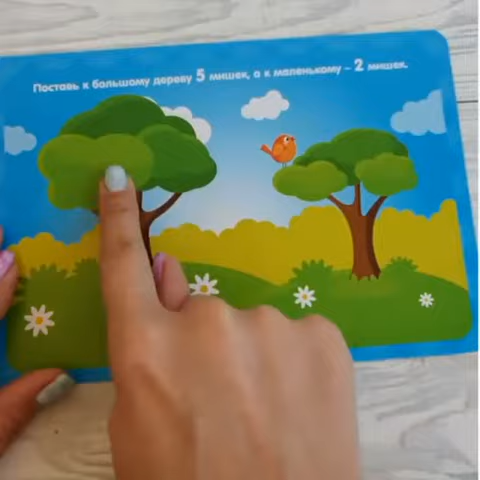 Поставь к большому дереву 5 мишек, а к маленькому – 2 мишек.